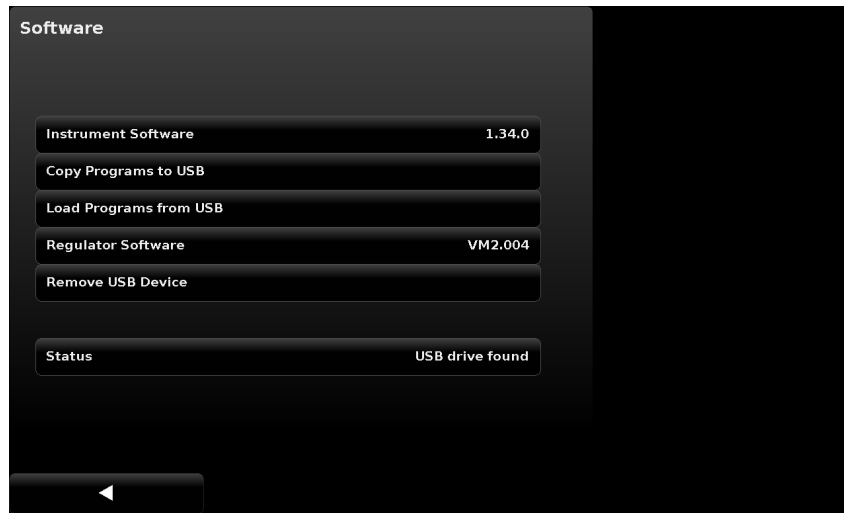 Software
Instrument Software 1.34.0
Copy Programs to USB
Load Programs from USB
Regulator Software VM2.004
Remove USB Device
Status USB drive found